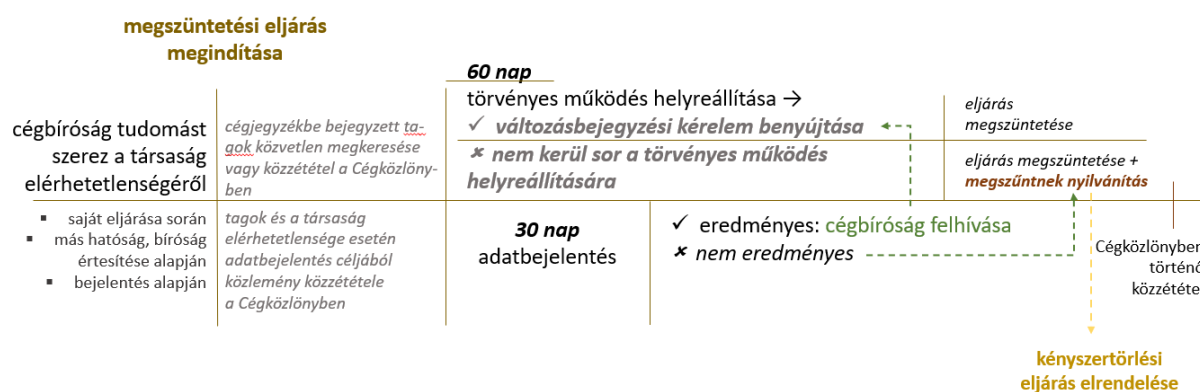 megszüntetési eljárás
megindítása
cégbíróság tudomást
szerez a társaság
elérhetetlenségéről
▪ saját eljárása során
▪ más hatóság, bíróság
értesítése alapján
▪ bejelentés alapján
cégjegyzékbe bejegyzett ta-
gok közvetlen megkeresése
vagy közzététel a Cégközlöny-
ben
tagok és a társaság
elérhetetlensége esetén
adatbejelentés céljából
közlemény közzététele
a Cégközlönyben
60 nap
törvényes működés helyreállítása →
✓ változásbejegyzési kérelem benyújtása
✘ nem kerül sor a törvényes működés
helyreállítására
30 nap
adatbejelentés
✓ eredményes: cégbíróság felhívása
✘ nem eredményes
eljárás
megszüntetése
eljárás megszüntetése +
megszűntnek nyilvánítás
Cégközlönyben
történő
közzététe
kényszertörlési
eljárás elrendelése